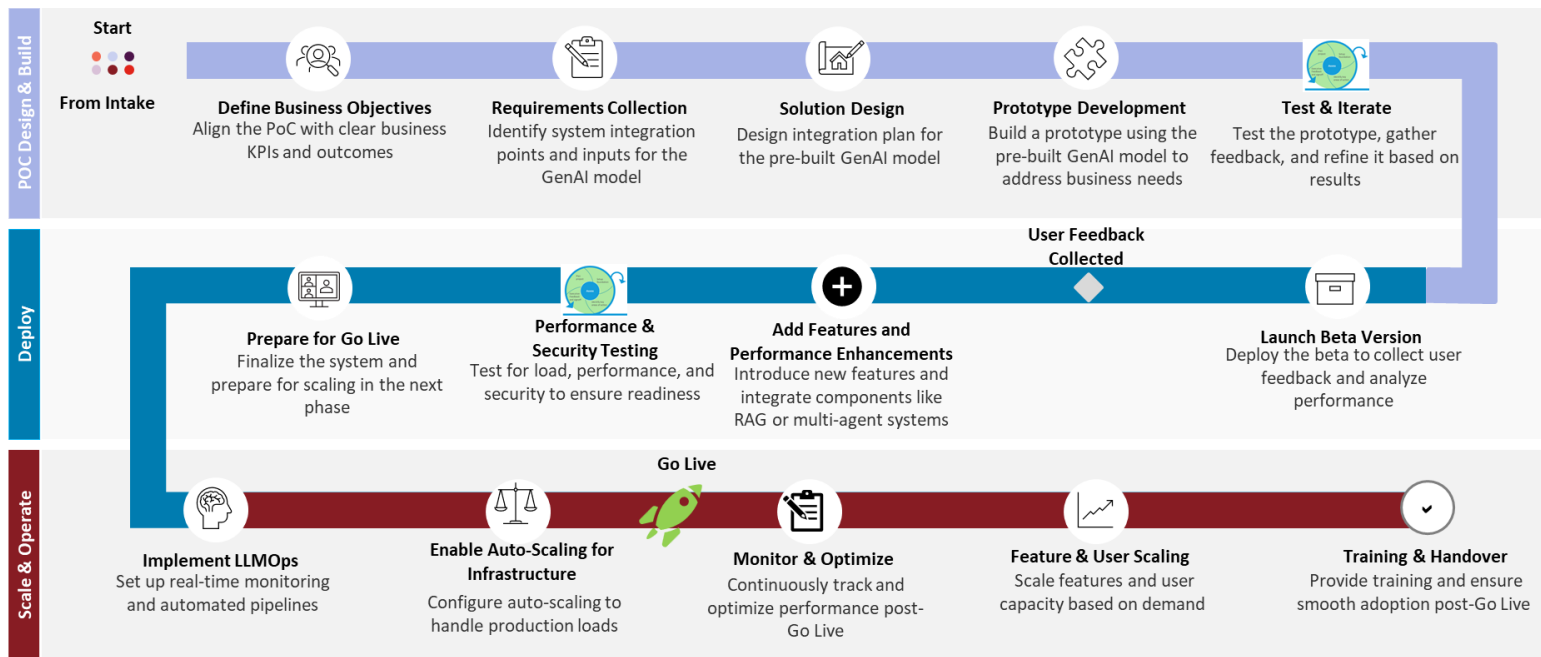 POC Design & Build
Start
From Intake
Define Business Objectives
Align the PoC with clear business
KPIs and outcomes
Requirements Collection
Identify system integration
points and inputs for the
GenAI model
Solution Design
Design integration plan for
the pre-built GenAI model
Prototype Development
Build a prototype using the
pre-built GenAI model to
address business needs
Test & Iterate
Test the prototype, gather
feedback, and refine it based on
results
Deploy
Prepare for Go Live
Finalize the system and
prepare for scaling in the next
phase
Performance &
Security Testing
Test for load, performance, and
security to ensure readiness
Add Features and
Performance Enhancements
Introduce new features and
integrate components like
RAG or multi-agent systems
User Feedback
Collected
Launch Beta Version
Deploy the beta to collect user
feedback and analyze
performance
Scale & Operate
Implement LLMOps
Set up real-time monitoring
and automated pipelines
Enable Auto-Scaling for
Infrastructure
Configure auto-scaling to
handle production loads
Go Live
Monitor & Optimize
Continuously track and
optimize performance post-
Go Live
Feature & User Scaling
Scale features and user
capacity based on demand
Training & Handover
Provide training and ensure
smooth adoption post-Go Live